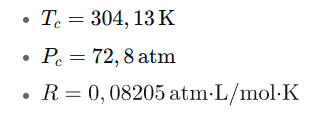 • T_c = 304,13 K
• P_c = 72,8 atm
• R = 0,08205 atm·L/mol·K